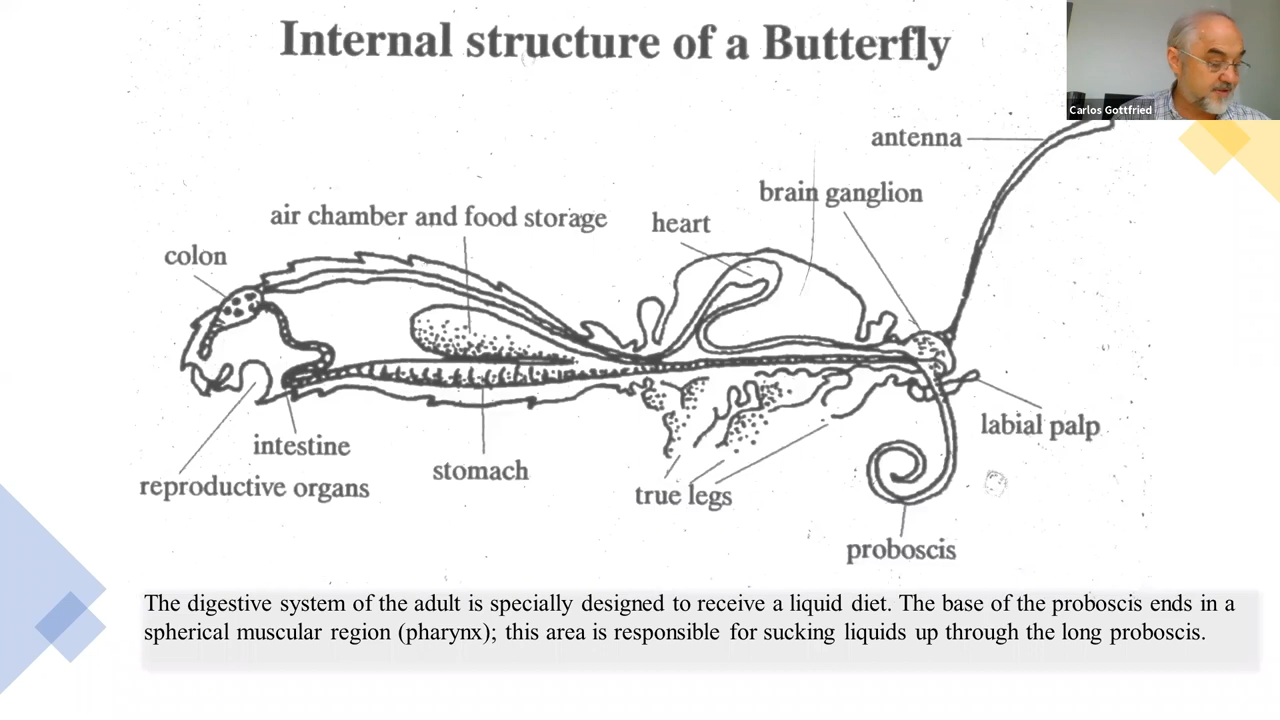 Internal structure of a Butterfly
Carlos Gottfried
antenna
brain ganglion
air chamber and food storage
heart
colon
labial palp
intestine
stomach
reproductive organs
true legs
proboscis
The digestive system of the adult is specially designed to receive a liquid diet. The base of the proboscis ends in a
spherical muscular region (pharynx); this area is responsible for sucking liquids up through the long proboscis.